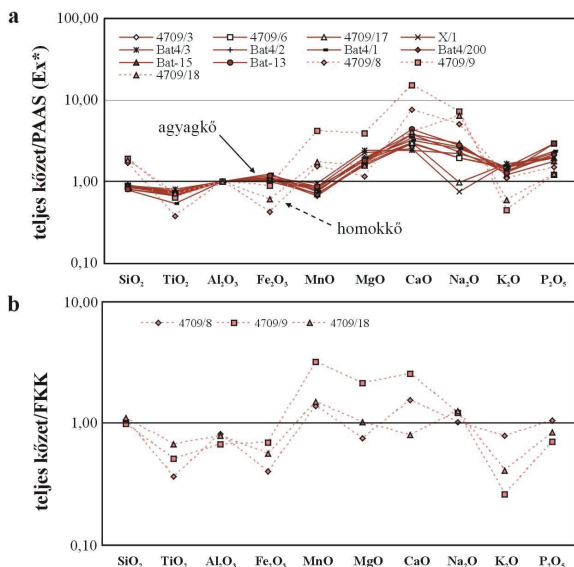 a
teljes kőzet/PAAS (Ex*)
4709/3 4709/6 4709/17 X/1
Bat4/3 Bat4/2 Bat4/1 Bat4/200
Bat-15 Bat-13 4709/8 4709/9
4709/18
100,00
10,00
1,00
0,10
agyagkő
homokkő
SiO₂ TiO₂ Al₂O₃ Fe₂O₃ MnO MgO CaO Na₂O K₂O P₂O₅
b
teljes kőzet/FKK
4709/8 4709/9 4709/18
10,00
1,00
0,10
SiO₂ TiO₂ Al₂O₃ Fe₂O₃ MnO MgO CaO Na₂O K₂O P₂O₅